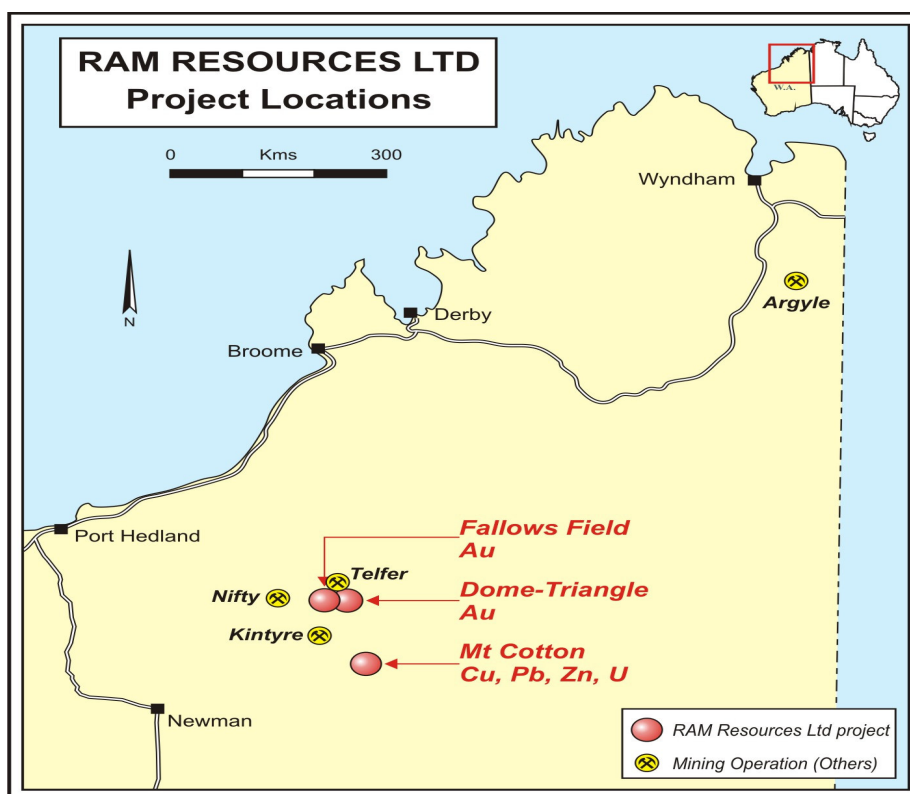 RAM RESOURCES LTD
Project Locations
0 Kms 300
W.A.
Wyndham
Argyle
N
Derby
Broome
Port Hedland
Fallows Field
Au
Telfer
Nifty
Dome-Triangle
Au
Kintyre
Mt Cotton
Cu, Pb, Zn, U
Newman
RAM Resources Ltd project
Mining Operation (Others)